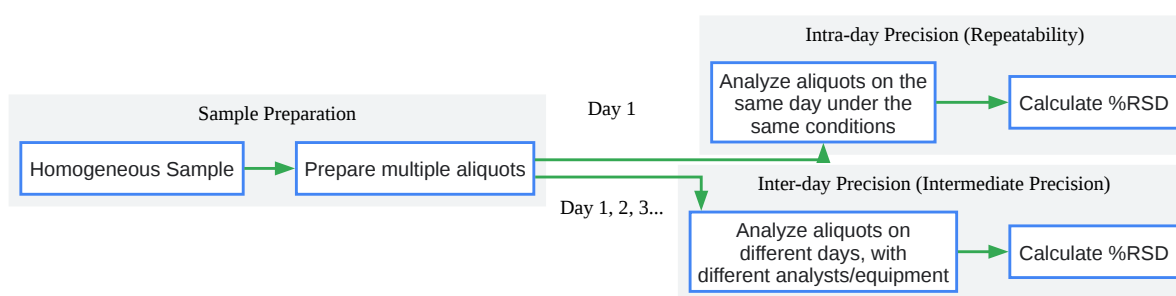 Sample Preparation
Homogeneous Sample
Prepare multiple aliquots
Day 1
Day 1, 2, 3...
Intra-day Precision (Repeatability)
Analyze aliquots on the
same day under the
same conditions
Calculate %RSD
Inter-day Precision (Intermediate Precision)
Analyze aliquots on
different days, with
different analysts/equipment
Calculate %RSD